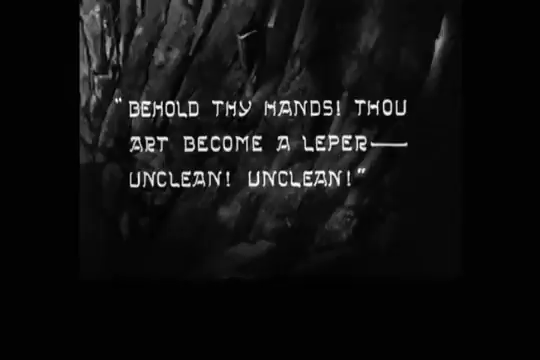 "BEHOLD THY HANDS! THOU
ART BECOME A LEPER—
UNCLEAN! UNCLEAN!"